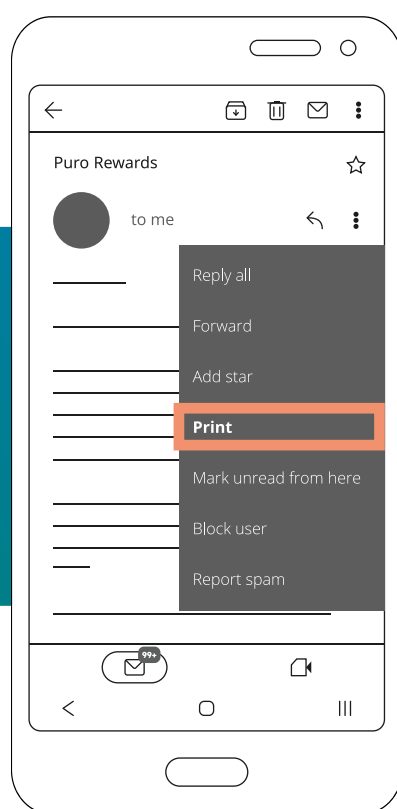 Puro Rewards
to me
Reply all
Forward
Add star
Print
Mark unread from here
Block user
Report spam
99+